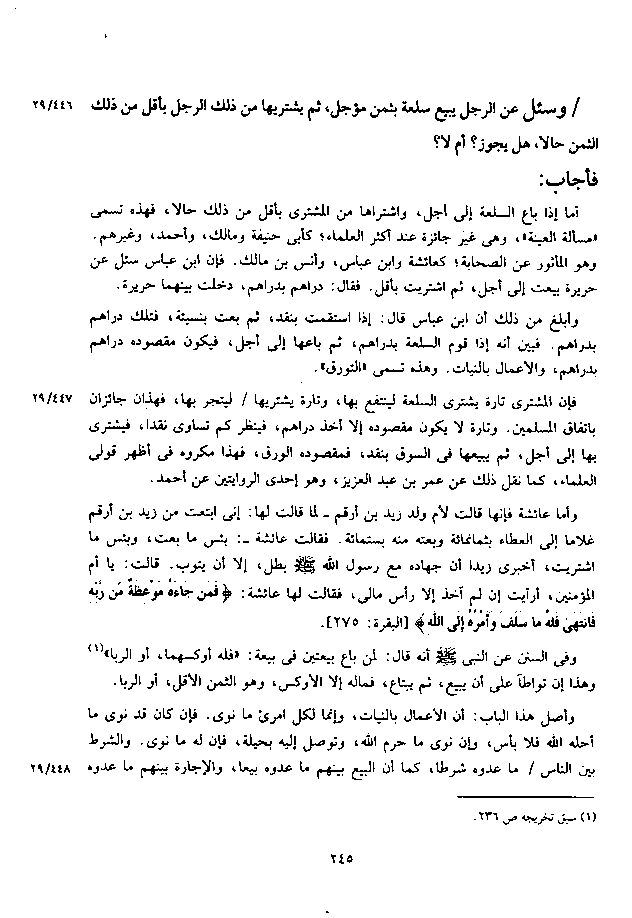 ٢٩/٤٤٦ / وسئل عن الرجل يبيع سلعة بثمن مؤجل، ثم يشتريها من ذلك الرجل بأقل من ذلك
الثمن حالا، هل يجوز؟ أم لا؟
فأجاب:
أما إذا باع السلعة إلى أجل، واشتراها من المشترى بأقل من ذلك حالا، فهذه تسمى
«مسألة العينة»، وهى غير جائزة عند أكثر العلماء؛ كأبى حنيفة ومالك، وأحمد، وغيرهم.
وهو المأثور عن الصحابة؛ كعائشة وابن عباس، وأنس بن مالك. فإن ابن عباس سئل عن
حريرة بيعت إلى أجل، ثم اشتريت بأقل. فقال: دراهم بدراهم، دخلت بينهما حريرة.
وأبلغ من ذلك أن ابن عباس قال: إذا استقمت بنقد، ثم بعت بنسيئة، فتلك دراهم
بدراهم. فبين أنه إذا قوم السلعة بدراهم، ثم باعها إلى أجل، فيكون مقصوده دراهم
بدراهم، والأعمال بالنيات. وهذه تسمى «التورق».
٢٩/٤٤٧ فإن المشترى تارة يشترى السلعة لينتفع بها، وتارة يشتريها / ليتجر بها، فهذان جائزان
باتفاق المسلمين. وتارة لا يكون مقصوده إلا أخذ دراهم، فينظر كم تساوى نقدا، فيشترى
بها إلى أجل، ثم يبيعها فى السوق بنقد، فمقصوده الورق، فهذا مكروه فى أظهر قولى
العلماء، كما نقل ذلك عن عمر بن عبد العزيز، وهو إحدى الروايتين عن أحمد.
وأما عائشة فإنها قالت لأم ولد زيد بن أرقم ـ لما قالت لها: إنى ابتعت من زيد بن أرقم
غلاما إلى العطاء بثمانمائة وبعته منه بستمائة. فقالت عائشة ـ: بئس ما بعت، وبئس ما
اشتريت، أخبرى زيدا أن جهاده مع رسول الله ﷺ بطل، إلا أن يتوب. قالت: يا أم
المؤمنين، أرأيت إن لم آخذ إلا رأس مالى، فقالت لها عائشة: ﴿ فَمَن جَاءَهُ مَوْعِظَةٌ مِّن رَّبِّهِ
فَانتَهَىٰ فَلَهُ مَا سَلَفَ وَأَمْرُهُ إِلَى اللَّهِ ﴾ [البقرة: ٢٧٥].
وفى السنن عن النبى ﷺ أنه قال: لمن باع بيعتين فى بيعة: «فله أوكسهما، أو الربا»(١)
وهذا إن تواطآ على أن يبيع، ثم يبتاع، فماله إلا الأوكس، وهو الثمن الأقل، أو الربا.
وأصل هذا الباب: أن الأعمال بالنيات، وإنما لكل امرئ ما نوى. فإن كان قد نوى ما
أحله الله فلا بأس، وإن نوى ما حرم الله، وتوصل إليه بحيلة، فإن له ما نوى. والشرط
٢٩/٤٤٨ بين الناس / ما عدوه شرطا، كما أن البيع بينهم ما عدوه بيعا، والإجارة بينهم ما عدوه
(١) سبق تخريجه ص ٢٣٦.
٢٤٥